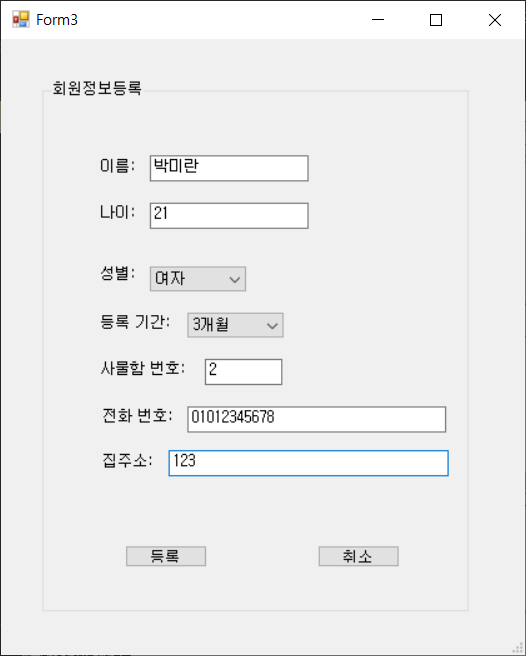 Form3
회원정보등록
이름: 박미란
나이: 21
성별: 여자
등록 기간: 3개월
사물함 번호: 2
전화 번호: 01012345678
집주소: 123
등록 취소